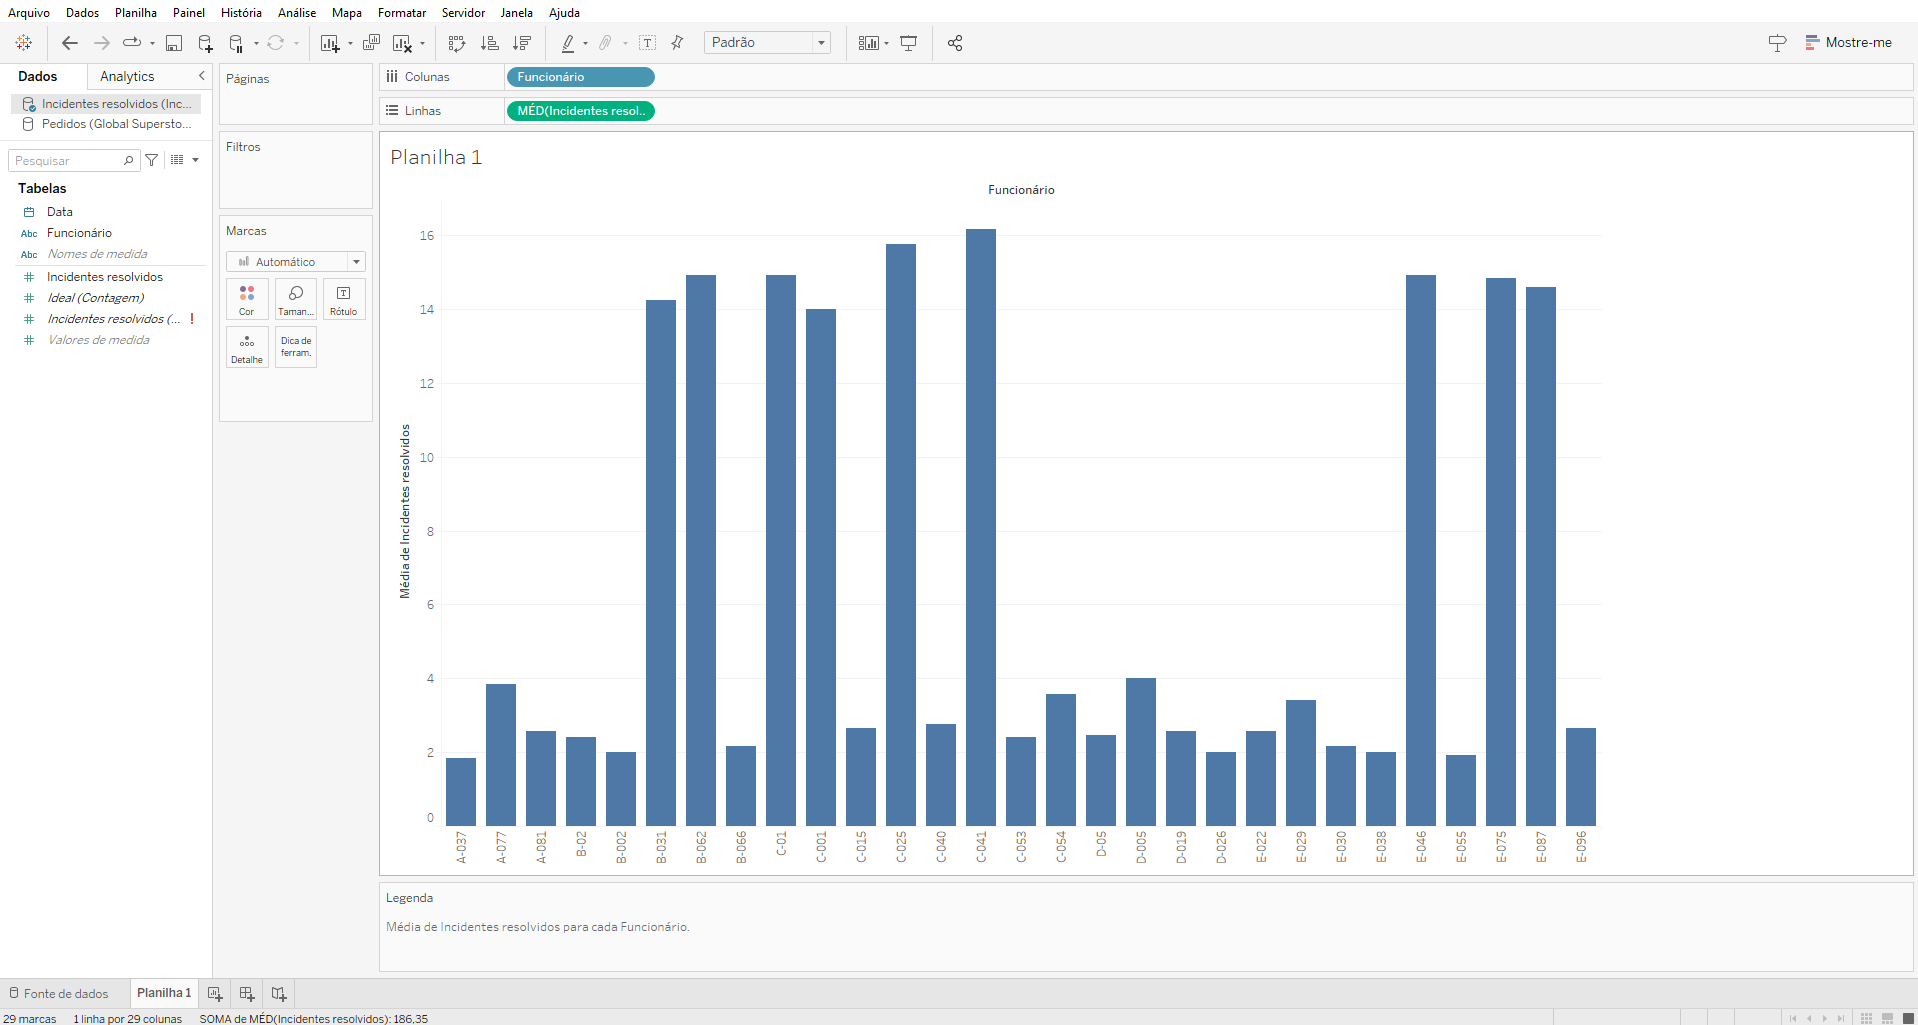 Arquivo Dados Planilha Painel História Análise Mapa Formatar Servidor Janela Ajuda
Padrão
Mostre-me
Dados Analytics
Incidentes resolvidos (Inc...
Pedidos (Global Supersto...
Pesquisar
Tabelas
Data
Abc Funcionário
Abc Nomes de medida
Incidentes resolvidos
Ideal (Contagem)
Incidentes resolvidos (... !
Valores de medida
Páginas
Filtros
Marcas
Automático
Cor
Taman...
Rótulo
Detalhe
Dica de
ferram.
Colunas Funcionário
Linhas MÉD(Incidentes resol..
Planilha 1
Funcionário
Média de Incidentes resolvidos
16
14
12
10
8
6
4
2
0
A-037
A-077
A-081
B-02
B-002
B-031
B-062
B-066
C-01
C-001
C-015
C-025
C-040
C-041
C-053
C-054
D-05
D-005
D-019
D-026
E-022
E-029
E-030
E-038
E-046
E-055
E-075
E-087
E-096
Legenda
Média de Incidentes resolvidos para cada Funcionário.
Fonte de dados
Planilha 1
29 marcas 1 linha por 29 colunas SOMA de MÉD(Incidentes resolvidos): 186,35